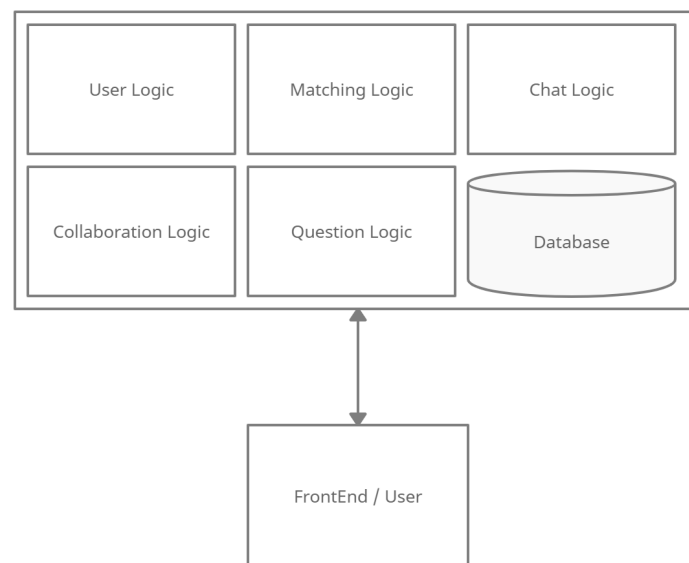 User Logic
Matching Logic
Chat Logic
Collaboration Logic
Question Logic
Database
FrontEnd / User